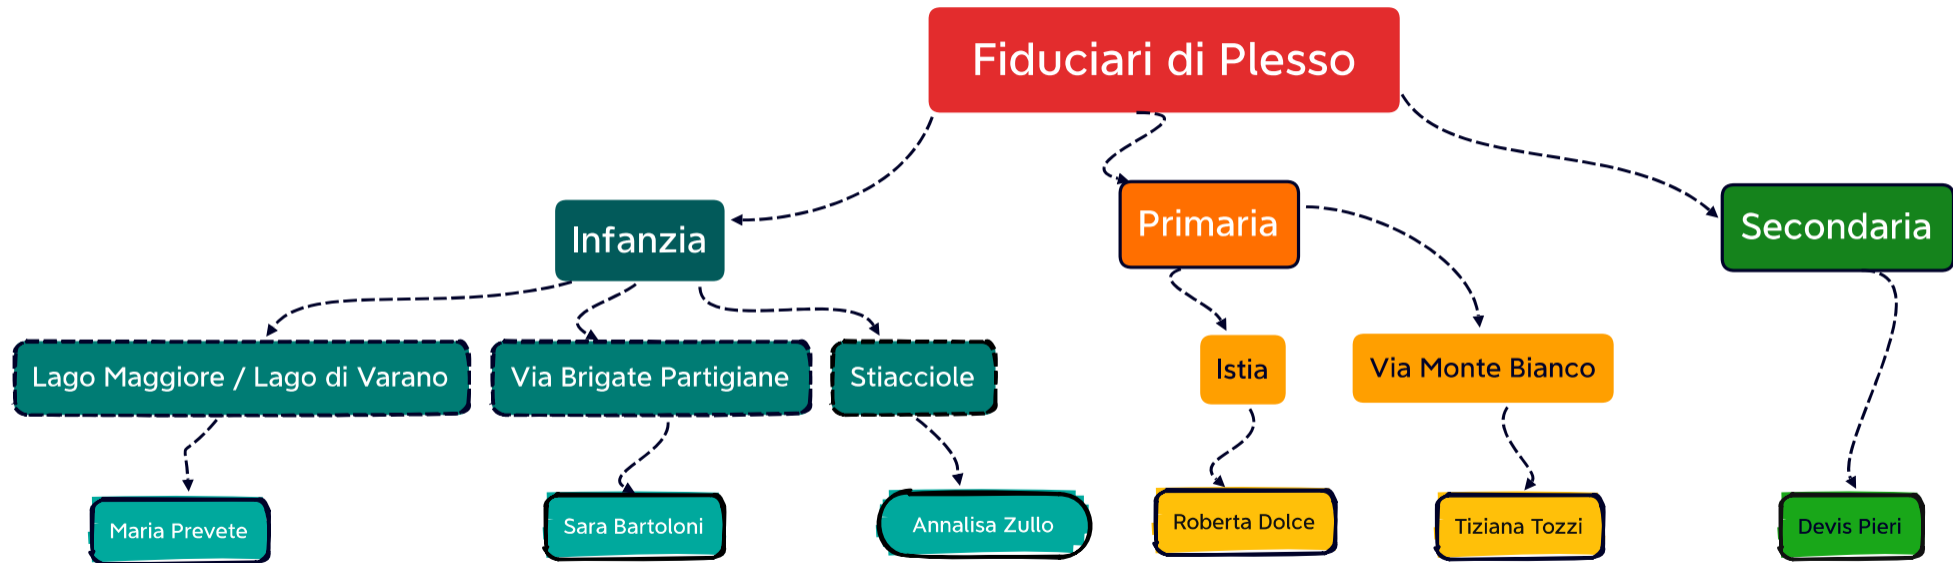 Fiduciari di Plesso
Infanzia
Primaria
Secondaria
Lago Maggiore / Lago di Varano
Via Brigate Partigiane
Stiacciole
Istia
Via Monte Bianco
Maria Prevete
Sara Bartoloni
Annalisa Zullo
Roberta Dolce
Tiziana Tozzi
Devis Pieri